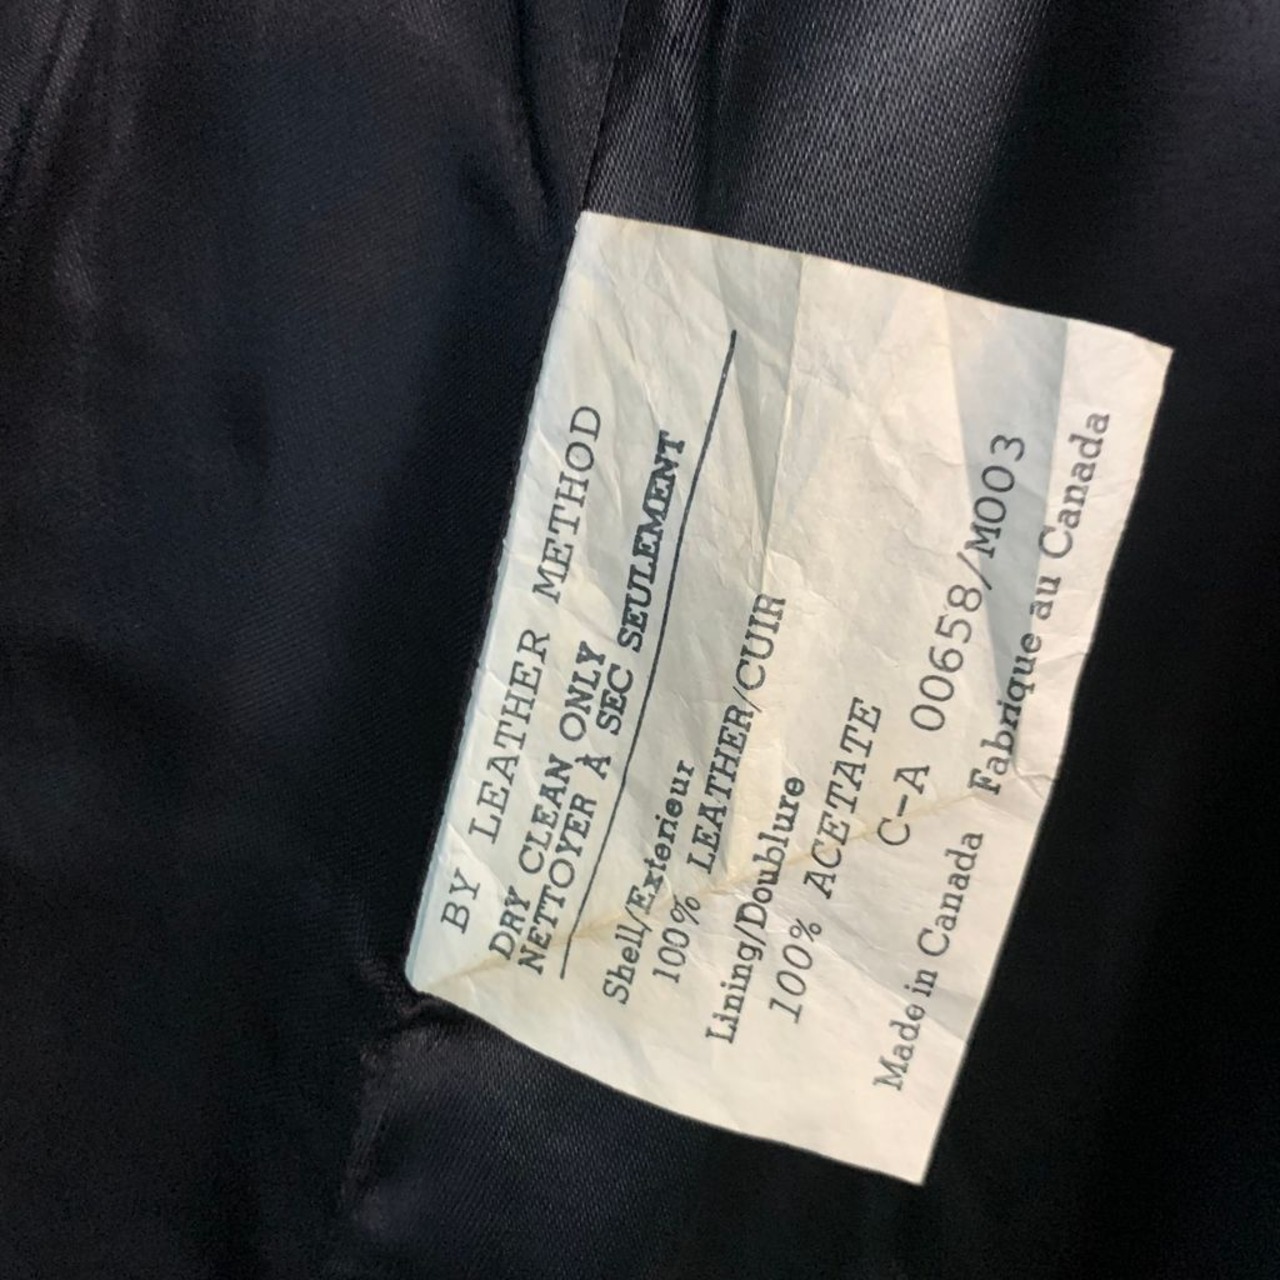 BY LEATHER METHOD
DRY CLEAN ONLY
NETTOYER À SEC SEULEMENT
Shell/Exterieur
100% LEATHER/CUIR
Lining/Doublure
100% ACETATE
C-A 00658/M003
Made in Canada Fabrique au Canada